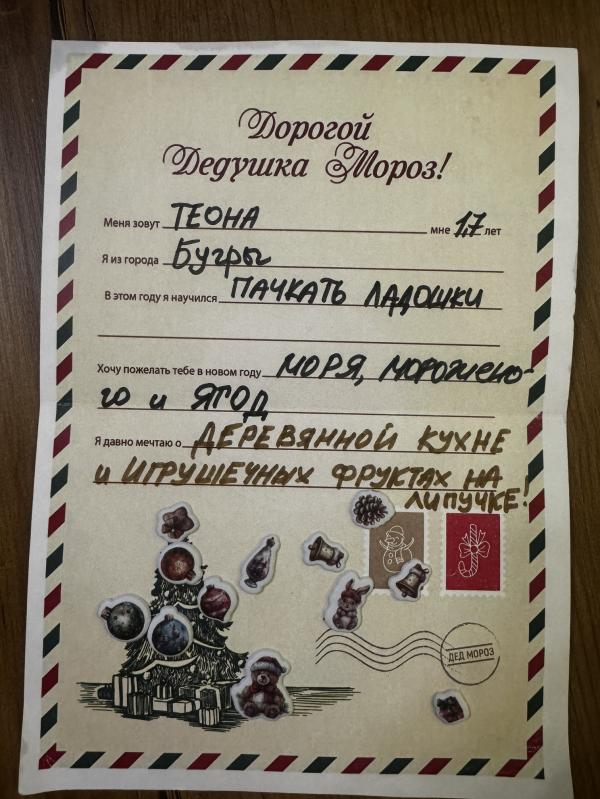 Дорогой
Дедушка Мороз!
Меня зовут ТЕОНА мне 1,7 лет
Я из города Бугры
В этом году я научился ПАЧКАТЬ ЛАДОШКИ
Хочу пожелать тебе в новом году МОРЯ, МОРОЖЕНО-
ГО и ЯГОД
Я давно мечтаю о ДЕРЕВЯННОЙ КУХНЕ
и ИГРУШЕЧНЫХ ФРУКТАХ НА
ЛИПУЧКЕ!
ДЕД МОРОЗ